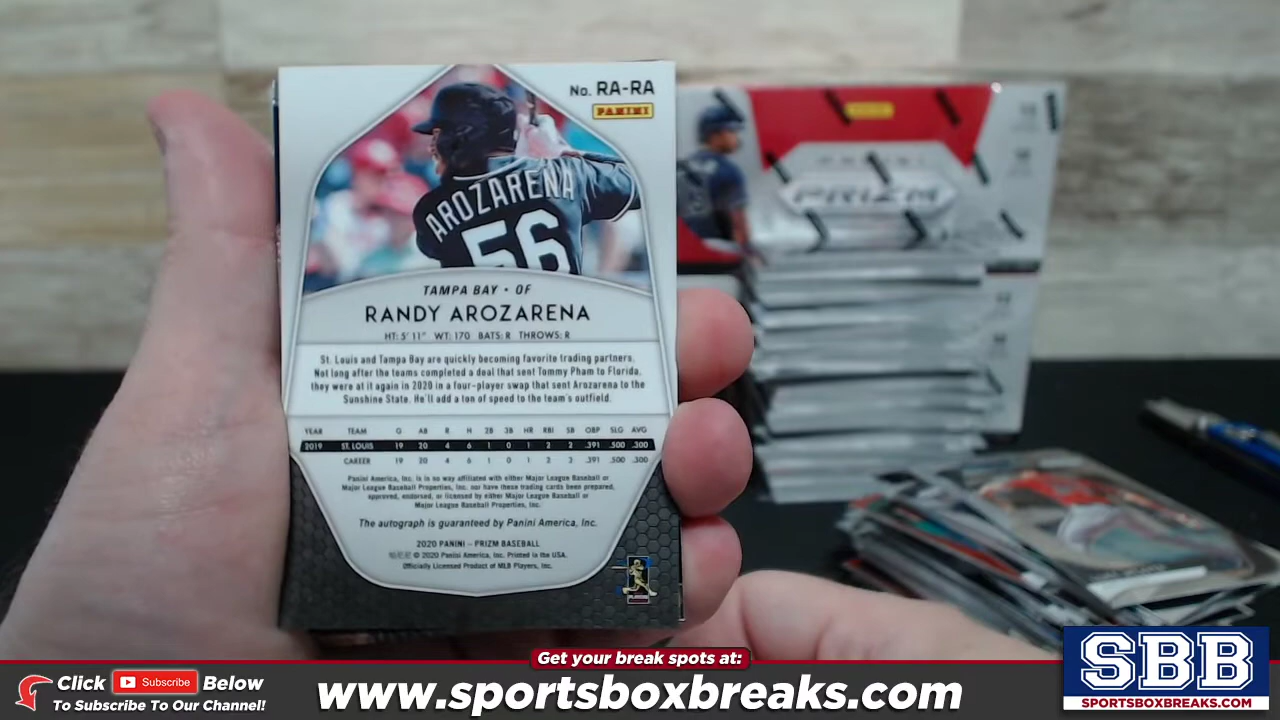 No. RA-RA
PANINI
AROZARENA
56
TAMPA BAY • OF
RANDY AROZARENA
HT: 5' 11" WT: 170 BATS: R THROWS: R
St. Louis and Tampa Bay are quickly becoming favorite trading partners.
Not long after the teams completed a deal that sent Tommy Pham to Florida,
they were at it again in 2020 in a four-player swap that sent Arozarena to the
Sunshine State. He'll add a ton of speed to the team's outfield.
YEAR TEAM G AB R H 2B 3B HR RBI SB OBP SLG AVG
2019 ST. LOUIS 19 20 4 6 1 0 1 2 2 .391 .500 .300
CAREER 19 20 4 6 1 0 1 2 .391 .500 .300
Panini America, Inc. is in no way affiliated with either Major League Baseball or
Major League Baseball Properties, Inc. nor have these trading cards been prepared,
approved, endorsed, or licensed by either Major League Baseball or
Major League Baseball Properties, Inc.
The autograph is guaranteed by Panini America, Inc.
2020 PANINI – PRIZM BASEBALL
© 2020 Panini America, Inc. Printed in the USA.
Officially Licensed Product of MLB Players, Inc.
PRIZM
Get your break spots at:
Click Subscribe Below
To Subscribe To Our Channel!
www.sportsboxbreaks.com
SBB
SPORTSBOXBREAKS.COM